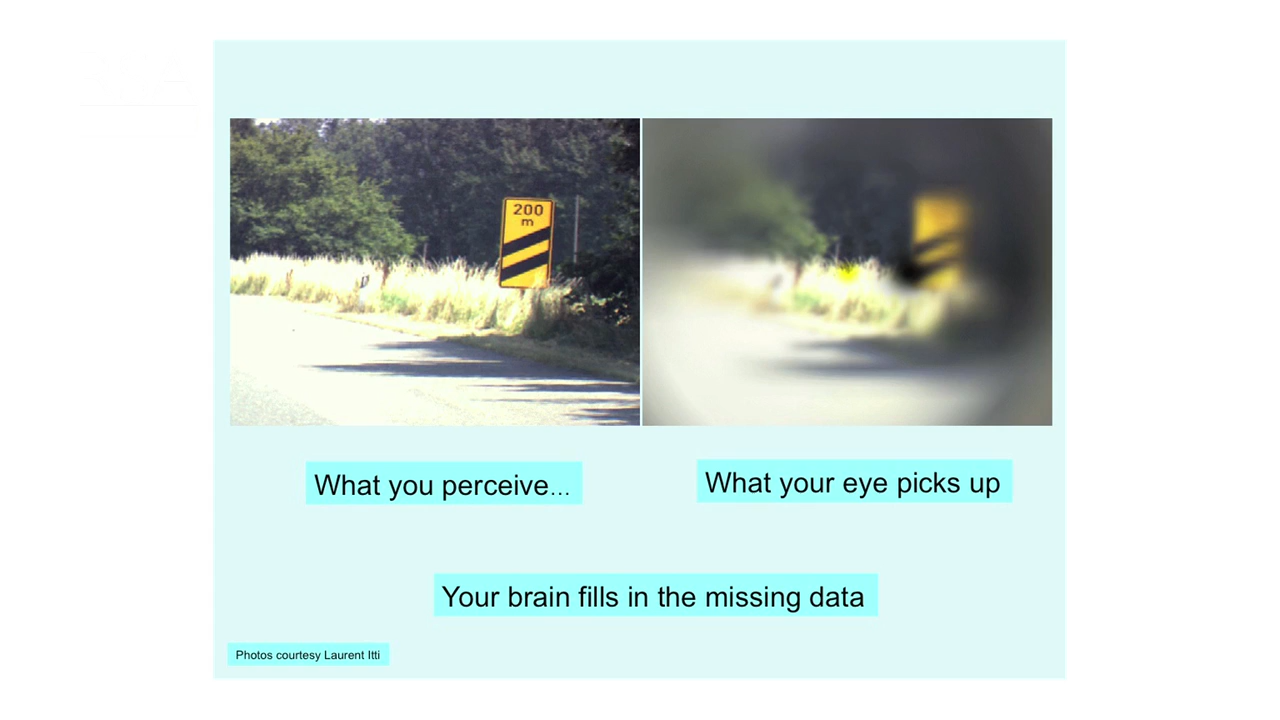 200
m
What you perceive...
What your eye picks up
Your brain fills in the missing data
Photos courtesy Laurent Itti